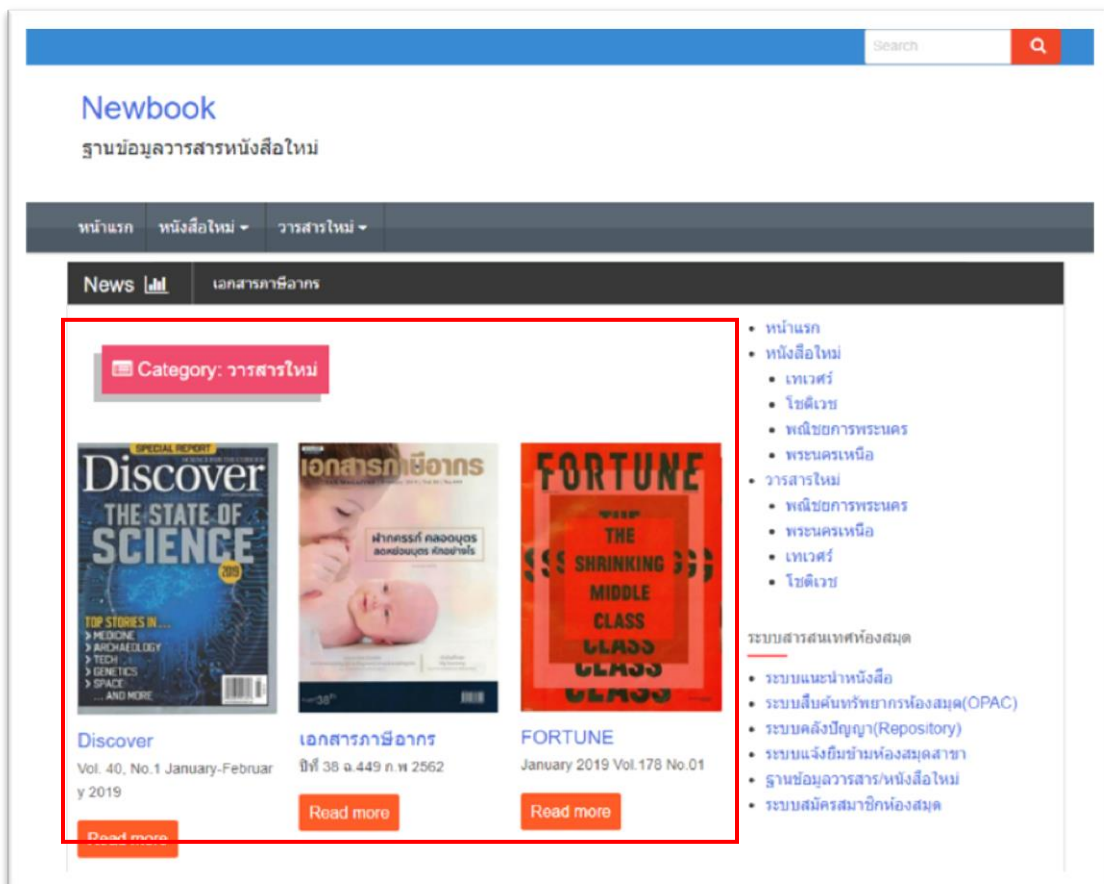 Search
Newbook
ฐานข้อมูลวารสารหนังสือใหม่
หน้าแรก หนังสือใหม่ วารสารใหม่
News เอกสารภาษีอากร
Category: วารสารใหม่
SPECIAL REPORT
Discover
THE STATE OF
SCIENCE
2019
TOP STORIES IN...
> MEDICINE
> ARCHAEOLOGY
> TECH
> GENETICS
> SPACE
... AND MORE
เอกสารภาษีอากร
ฝากครรภ์ คลอดบุตร
ลดหย่อนบุตร หักอย่างไร
38
FORTUNE
THE
THE
SHRINKING
MIDDLE
CLASS
CLASS
CLASS
CLASS
Discover
Vol. 40, No.1 January-Februar
y 2019
Read more
เอกสารภาษีอากร
ปีที่ 38 ฉ.449 ก.พ 2562
Read more
FORTUNE
January 2019 Vol.178 No.01
Read more
หน้าแรก
หนังสือใหม่
เทเวศร์
โชติเวช
พณิชยการพระนคร
พระนครเหนือ
วารสารใหม่
พณิชยการพระนคร
พระนครเหนือ
เทเวศร์
โชติเวช
ระบบสารสนเทศห้องสมุด
ระบบแนะนำหนังสือ
ระบบสืบค้นทรัพยากรห้องสมุด(OPAC)
ระบบคลังปัญญา(Repository)
ระบบแจ้งยืมข้ามห้องสมุดสาขา
ฐานข้อมูลวารสาร/หนังสือใหม่
ระบบสมัครสมาชิกห้องสมุด